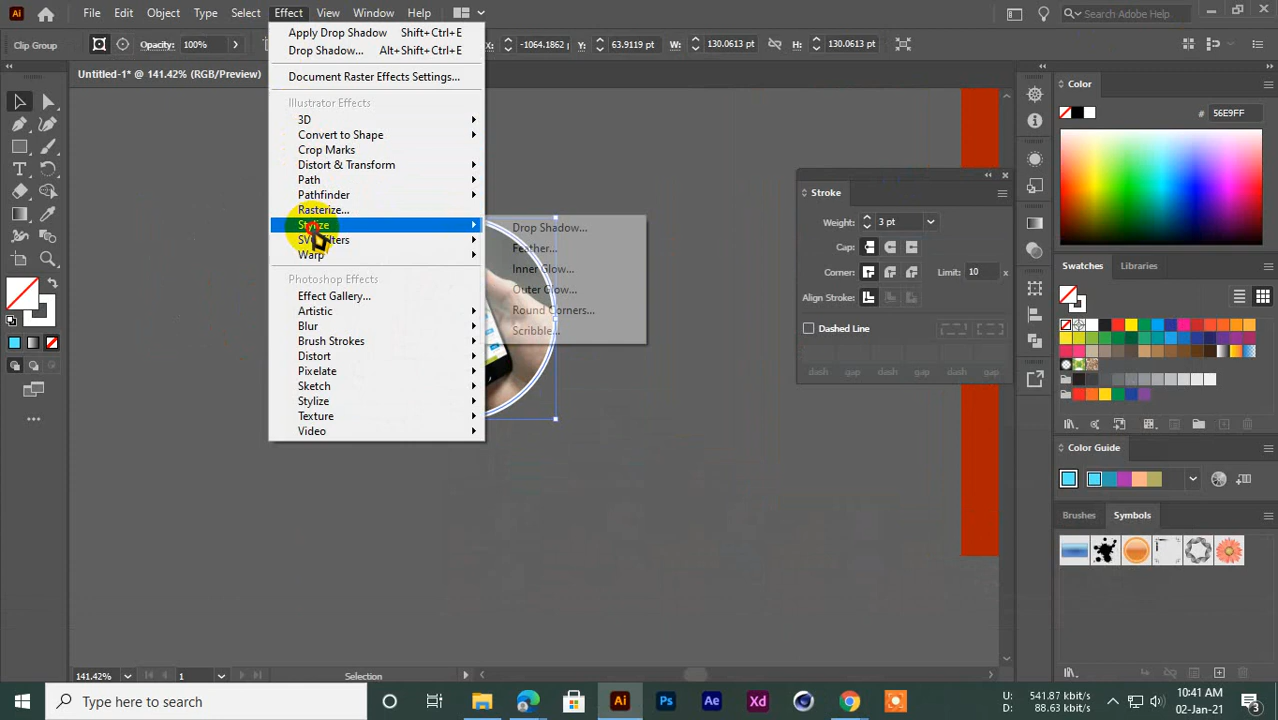 Ai File Edit Object Type Select Effect View Window Help Search Adobe Help
Clip Group Opacity: 100% X: -1064.1862 Y: 63.9119 pt W: 130.0613 pt H: 130.0613 pt
Untitled-1* @ 141.42% (RGB/Preview)
Apply Drop Shadow Shift+Ctrl+E
Drop Shadow... Alt+Shift+Ctrl+E
Document Raster Effects Settings...
Illustrator Effects
3D
Convert to Shape
Crop Marks
Distort & Transform
Path
Pathfinder
Rasterize...
Stylize
Warp
Photoshop Effects
Effect Gallery...
Artistic
Blur
Brush Strokes
Distort
Pixelate
Sketch
Stylize
Texture
Video
Drop Shadow...
Feather...
Inner Glow...
Outer Glow...
Round Corners...
Scribble...
Stroke
Weight: 3 pt
Cap:
Corner: Limit: 10 x
Align Stroke:
Dashed Line
dash gap dash gap dash gap
Color
# 56E9FF
Swatches Libraries
Color Guide
Brushes Symbols
141.42% 1 Selection
Type here to search
Ai Ps Ae Xd
U: 541.87 kbit/s
D: 88.63 kbit/s
10:41 AM
02-Jan-21
3